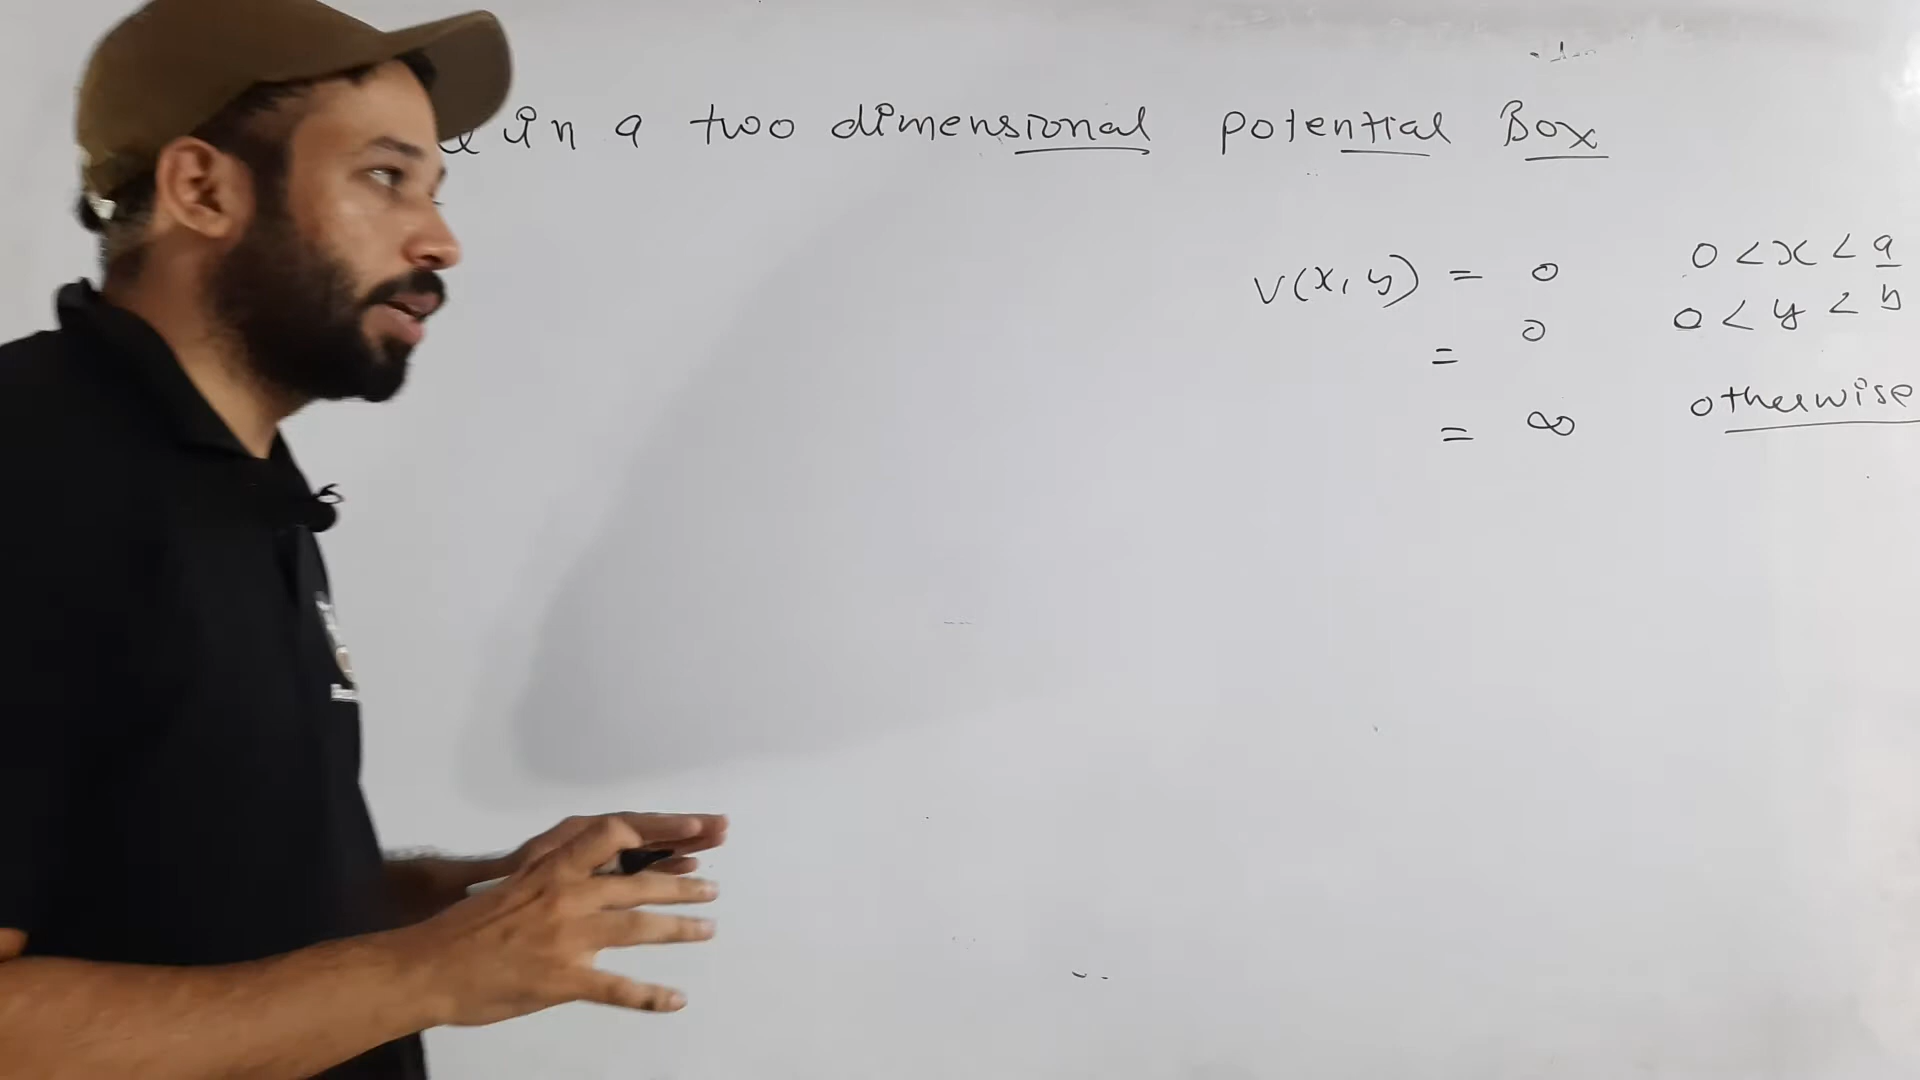 in a two dimensional potential Box
V(x, y) = 0 0 < x < a
= 0 0 < y < b
= ∞ otherwise